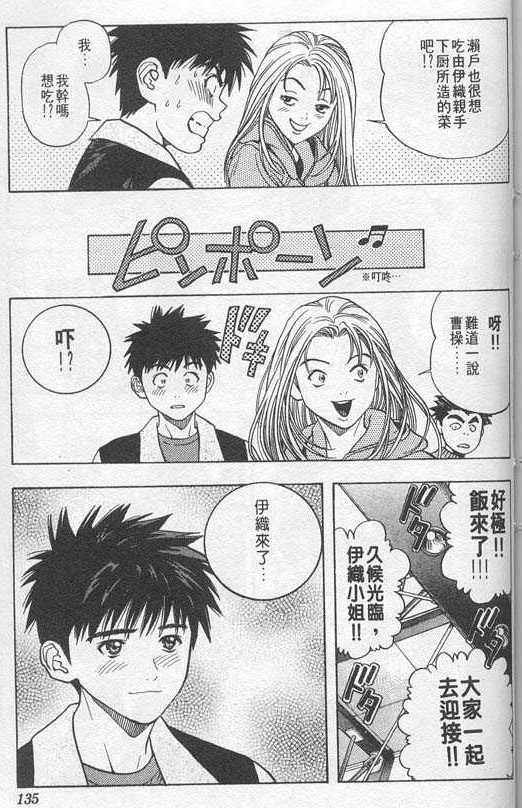 瀨戶也很想
吃由伊織親手
下厨所造的菜
吧!?
我…
我幹嗎
想吃!?
ピンポーン♫
※叮咚…
呀!!
難道一說
曹操……
ドキ
吓!?
好極!!
飯來了!!!
ドタ
久候光臨，
伊織小姐!!
ドタ
ドタ
大家一起
去迎接!!
伊織來了…
135